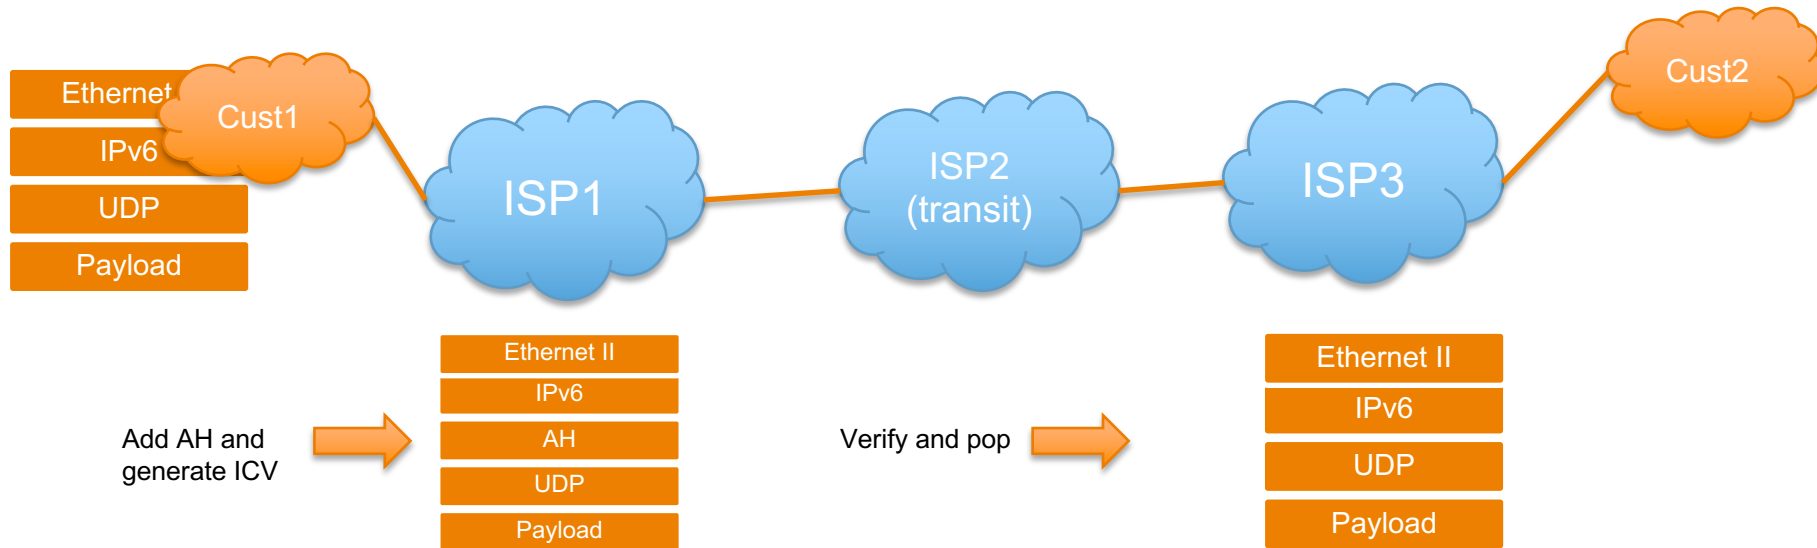 Ethernet
IPv6
UDP
Payload
Cust1
ISP1
ISP2
(transit)
ISP3
Cust2
Add AH and
generate ICV
Ethernet II
IPv6
AH
UDP
Payload
Verify and pop
Ethernet II
IPv6
UDP
Payload